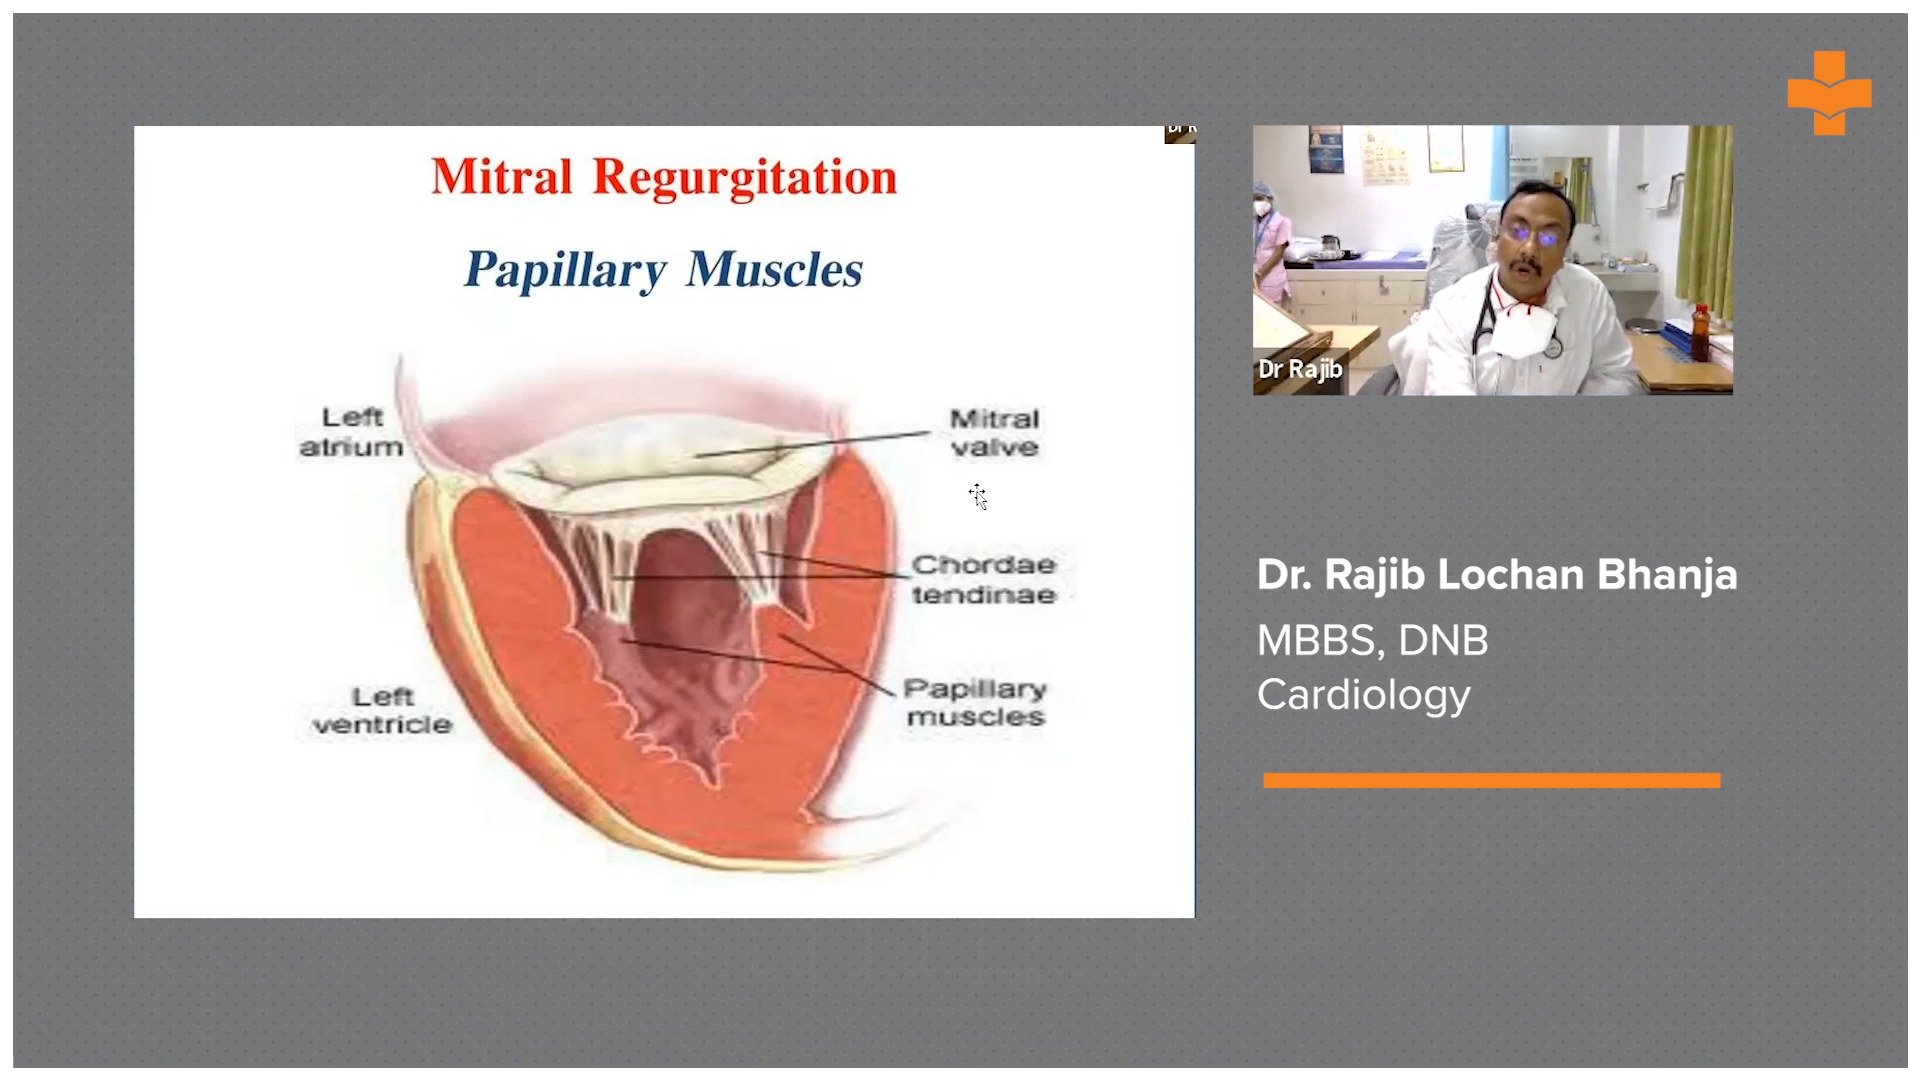 Mitral Regurgitation
Papillary Muscles
Left
atrium
Mitral
valve
Chordae
tendinae
Left
ventricle
Papillary
muscles
Dr R
Dr Rajib
Dr. Rajib Lochan Bhanja
MBBS, DNB
Cardiology